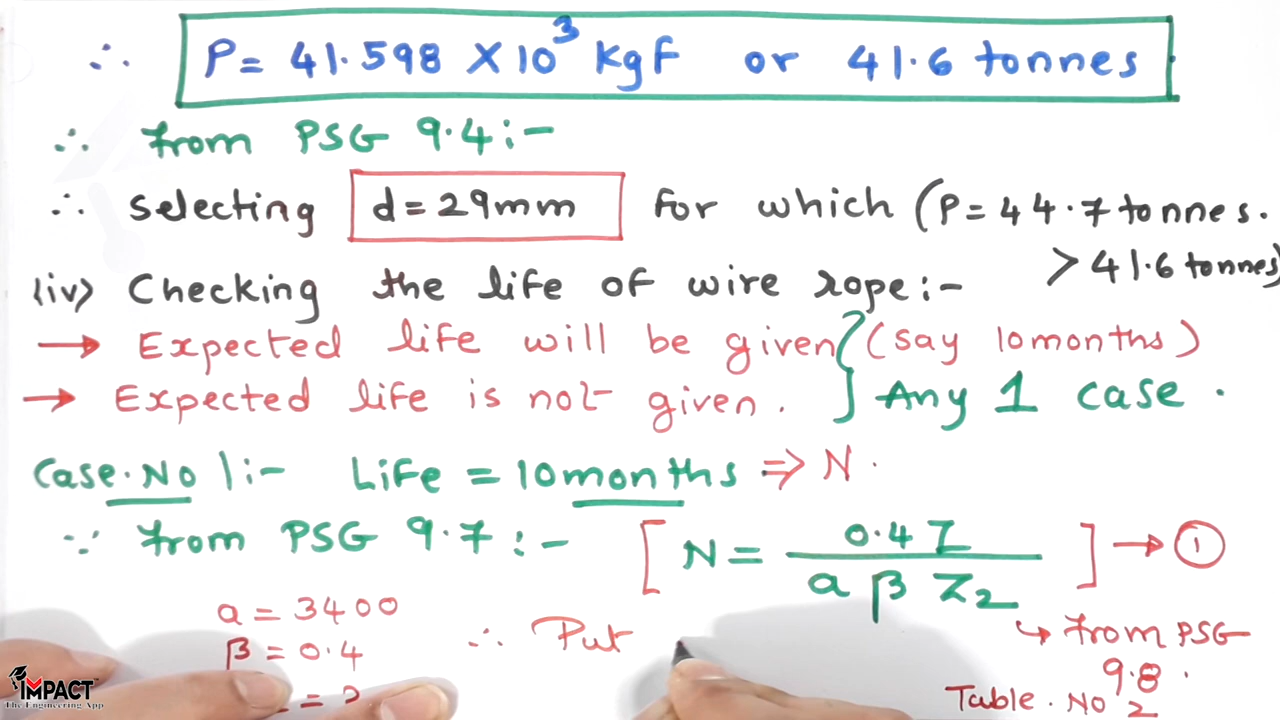 ∴ P = 41.598 X 10³ Kgf or 41.6 tonnes
∴ from PSG 9.4:-
∴ selecting d = 29mm for which (P = 44.7 tonnes.
> 41.6 tonnes)
(iv) Checking the life of wire rope:-
→ Expected life will be given (say 10 months)
→ Expected life is not given. Any 1 case.
Case.No 1:- Life = 10 months ⇒ N.
∵ from PSG 9.7:- [ N = 0.4 Z / a β Z₂ ] → ①
a = 3400
β = 0.4
∴ Put
↳ from PSG
9.8.
Table. No 2
IMPACT
The Engineering App